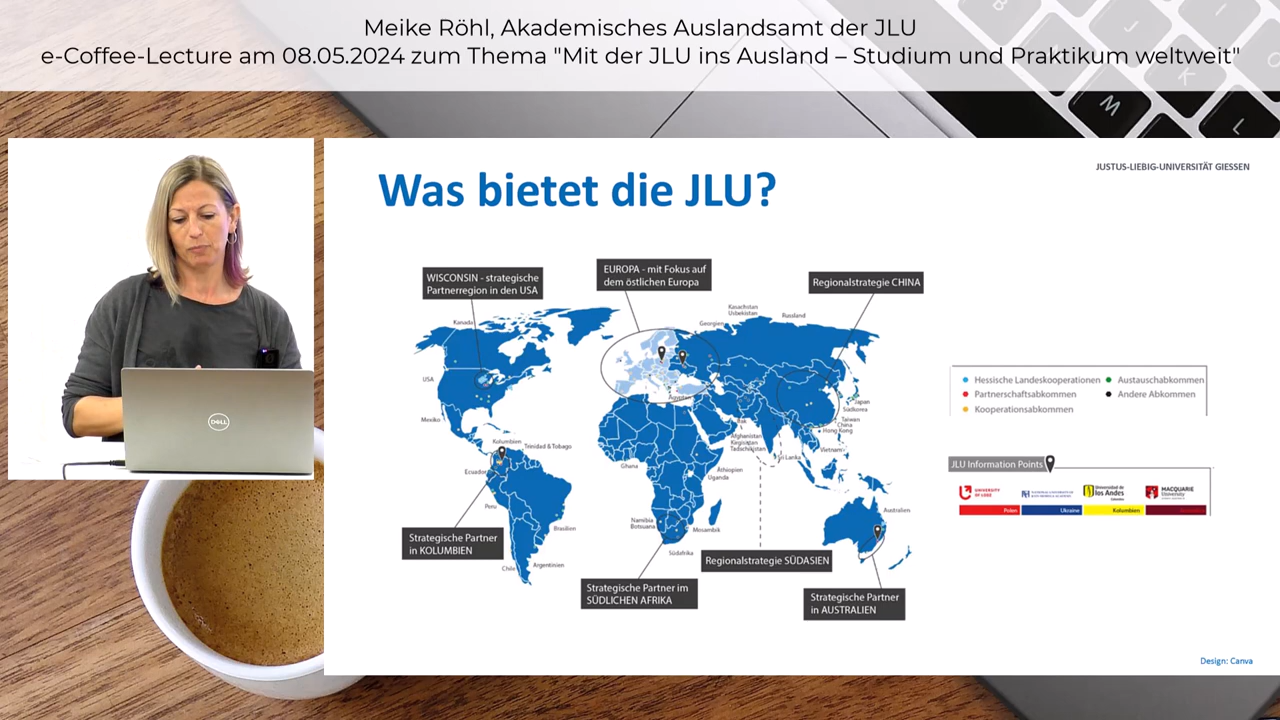 Meike Röhl, Akademisches Auslandsamt der JLU
e-Coffee-Lecture am 08.05.2024 zum Thema "Mit der JLU ins Ausland – Studium und Praktikum weltweit"
JUSTUS-LIEBIG-UNIVERSITÄT GIESSEN
Was bietet die JLU?
WISCONSIN - strategische
Partnerregion in den USA
EUROPA - mit Fokus auf
dem östlichen Europa
Regionalstrategie CHINA
Kanada
Kasachstan
Usbekistan
Russland
Georgien
USA
Mexiko
Ägypten
Japan
Südkorea
Taiwan
China
Hong Kong
Afghanistan
Kirgistan
Tadschikistan
Vietnam
Sri Lanka
Kolumbien
Trinidad & Tobago
Ecuador
Ghana
Äthiopien
Uganda
Peru
Brasilien
Namibia
Botsuana
Mosambik
Südafrika
Australien
Chile
Argentinien
Strategische Partner
in KOLUMBIEN
Strategische Partner im
SÜDLICHEN AFRIKA
Regionalstrategie SÜDASIEN
Strategische Partner
in AUSTRALIEN
Hessische Landeskooperationen
Austauschabkommen
Partnerschaftsabkommen
Andere Abkommen
Kooperationsabkommen
JLU Information Points
UNIVERSITY
OF LODZ
Universidad de
los Andes
Colombia
MACQUARIE
University
Polen
Ukraine
Kolumbien
Design: Canva
DELL
B
I
J
K
M
L